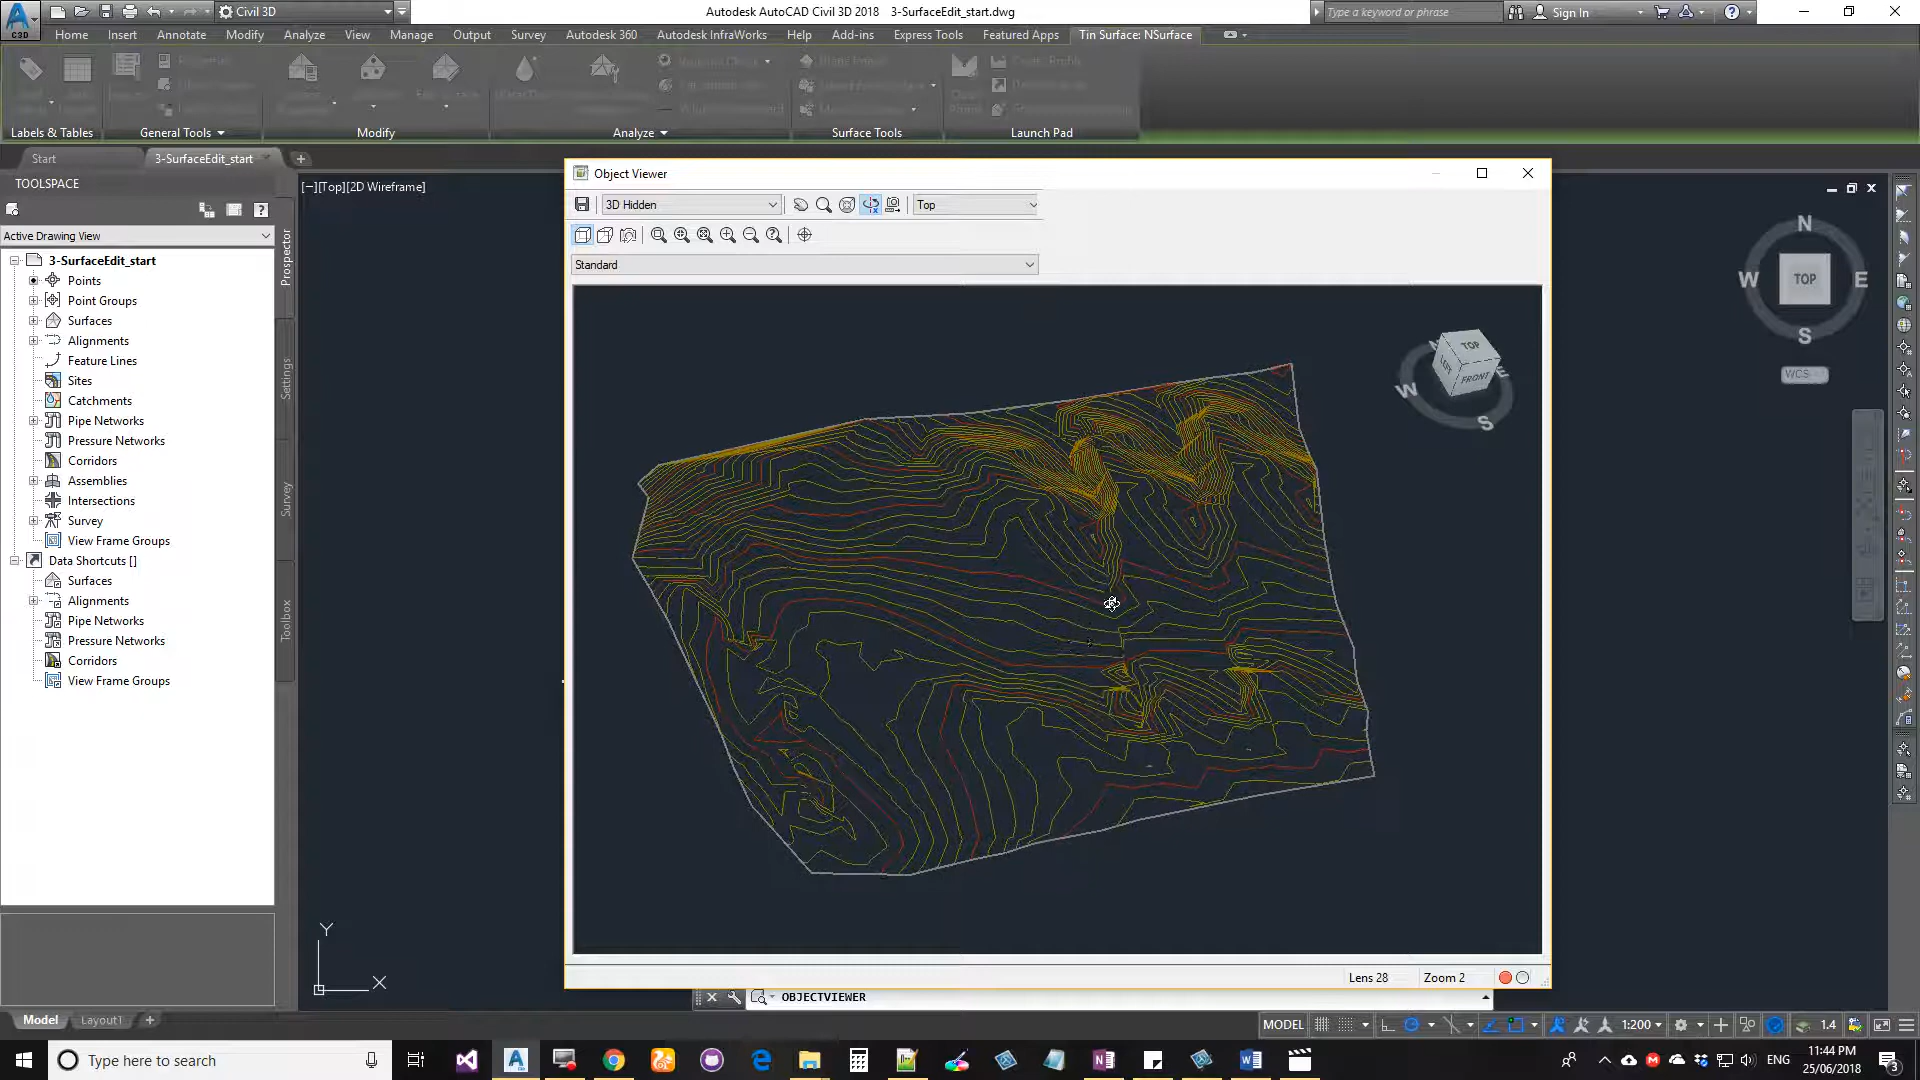 Civil 3D
Autodesk AutoCAD Civil 3D 2018 3-SurfaceEdit_start.dwg
Type a keyword or phrase
Sign In
C3D
Home Insert Annotate Modify Analyze View Manage Output Survey Autodesk 360 Autodesk InfraWorks Help Add-ins Express Tools Featured Apps Tin Surface: NSurface
Labels & Tables General Tools Modify Analyze Surface Tools Launch Pad
Start 3-SurfaceEdit_start
TOOLSPACE
Active Drawing View
3-SurfaceEdit_start
Points
Point Groups
Surfaces
Alignments
Feature Lines
Sites
Catchments
Pipe Networks
Pressure Networks
Corridors
Assemblies
Intersections
Survey
View Frame Groups
Data Shortcuts []
Surfaces
Alignments
Pipe Networks
Pressure Networks
Corridors
View Frame Groups
Prospector
Settings
Survey
Toolbox
[−][Top][2D Wireframe]
Object Viewer
3D Hidden
Top
Standard
N
W
TOP
E
S
WCS
N
TOP
LEFT
FRONT
W
E
S
Lens 28 Zoom 2
OBJECTVIEWER
Y
X
Model Layout1
MODEL
1:200
1.4
Type here to search
ENG
11:44 PM
25/06/2018
3